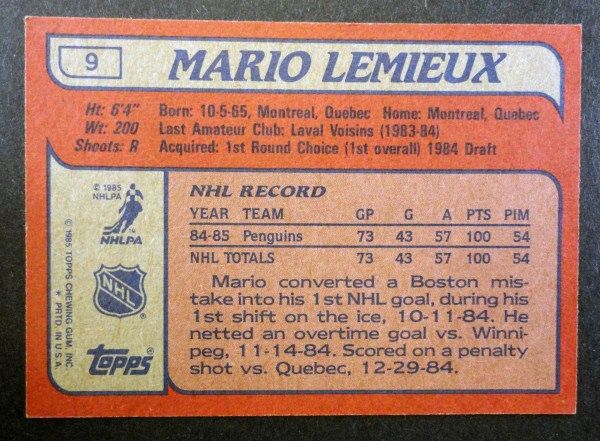 9
MARIO LEMIEUX
Ht: 6'4" Born: 10-5-65, Montreal, Quebec Home: Montreal, Quebec
Wt: 200 Last Amateur Club: Laval Voisins (1983-84)
Shoots: R Acquired: 1st Round Choice (1st overall) 1984 Draft
© 1985
NHLPA
NHLPA
NHL
topps
© 1985 TOPPS CHEWING GUM, INC.
* PRTD IN U.S.A.
NHL RECORD
YEAR TEAM GP G A PTS PIM
84-85 Penguins 73 43 57 100 54
NHL TOTALS 73 43 57 100 54
Mario converted a Boston mis-
take into his 1st NHL goal, during his
1st shift on the ice, 10-11-84. He
netted an overtime goal vs. Winni-
peg, 11-14-84. Scored on a penalty
shot vs. Quebec, 12-29-84.